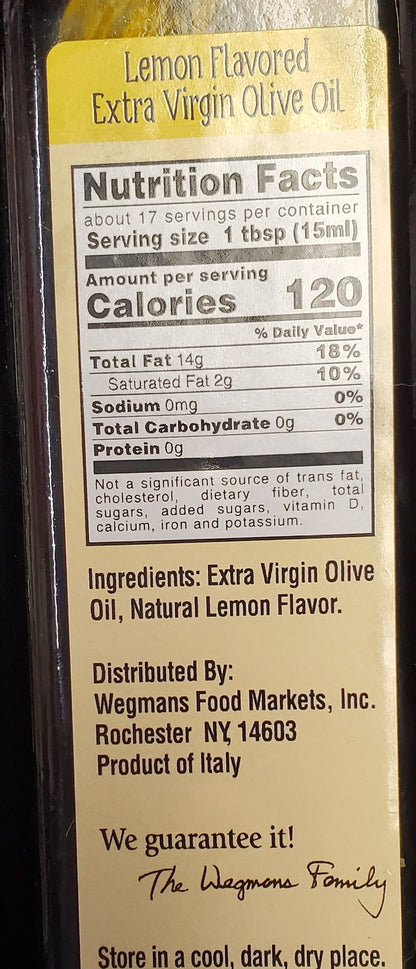 Lemon Flavored
Extra Virgin Olive Oil
Nutrition Facts
about 17 servings per container
Serving size 1 tbsp (15ml)
Amount per serving
Calories 120
% Daily Value*
Total Fat 14g 18%
Saturated Fat 2g 10%
Sodium 0mg 0%
Total Carbohydrate 0g 0%
Protein 0g
Not a significant source of trans fat,
cholesterol, dietary fiber, total
sugars, added sugars, vitamin D,
calcium, iron and potassium.
Ingredients: Extra Virgin Olive
Oil, Natural Lemon Flavor.
Distributed By:
Wegmans Food Markets, Inc.
Rochester NY, 14603
Product of Italy
We guarantee it!
The Wegmans Family
Store in a cool, dark, dry place.